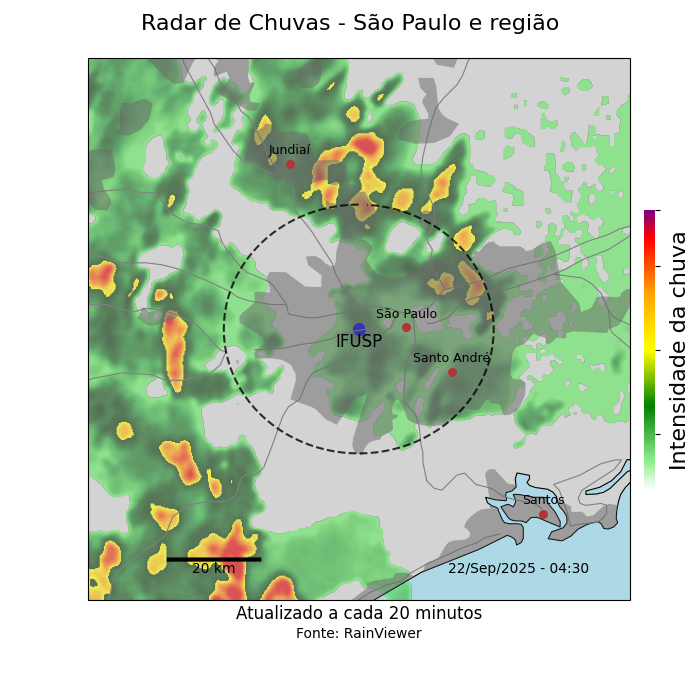 Radar de Chuvas - São Paulo e região
Jundiaí
São Paulo
IFUSP
Santo André
Intensidade da chuva
Santos
20 km
22/Sep/2025 - 04:30
Atualizado a cada 20 minutos
Fonte: RainViewer